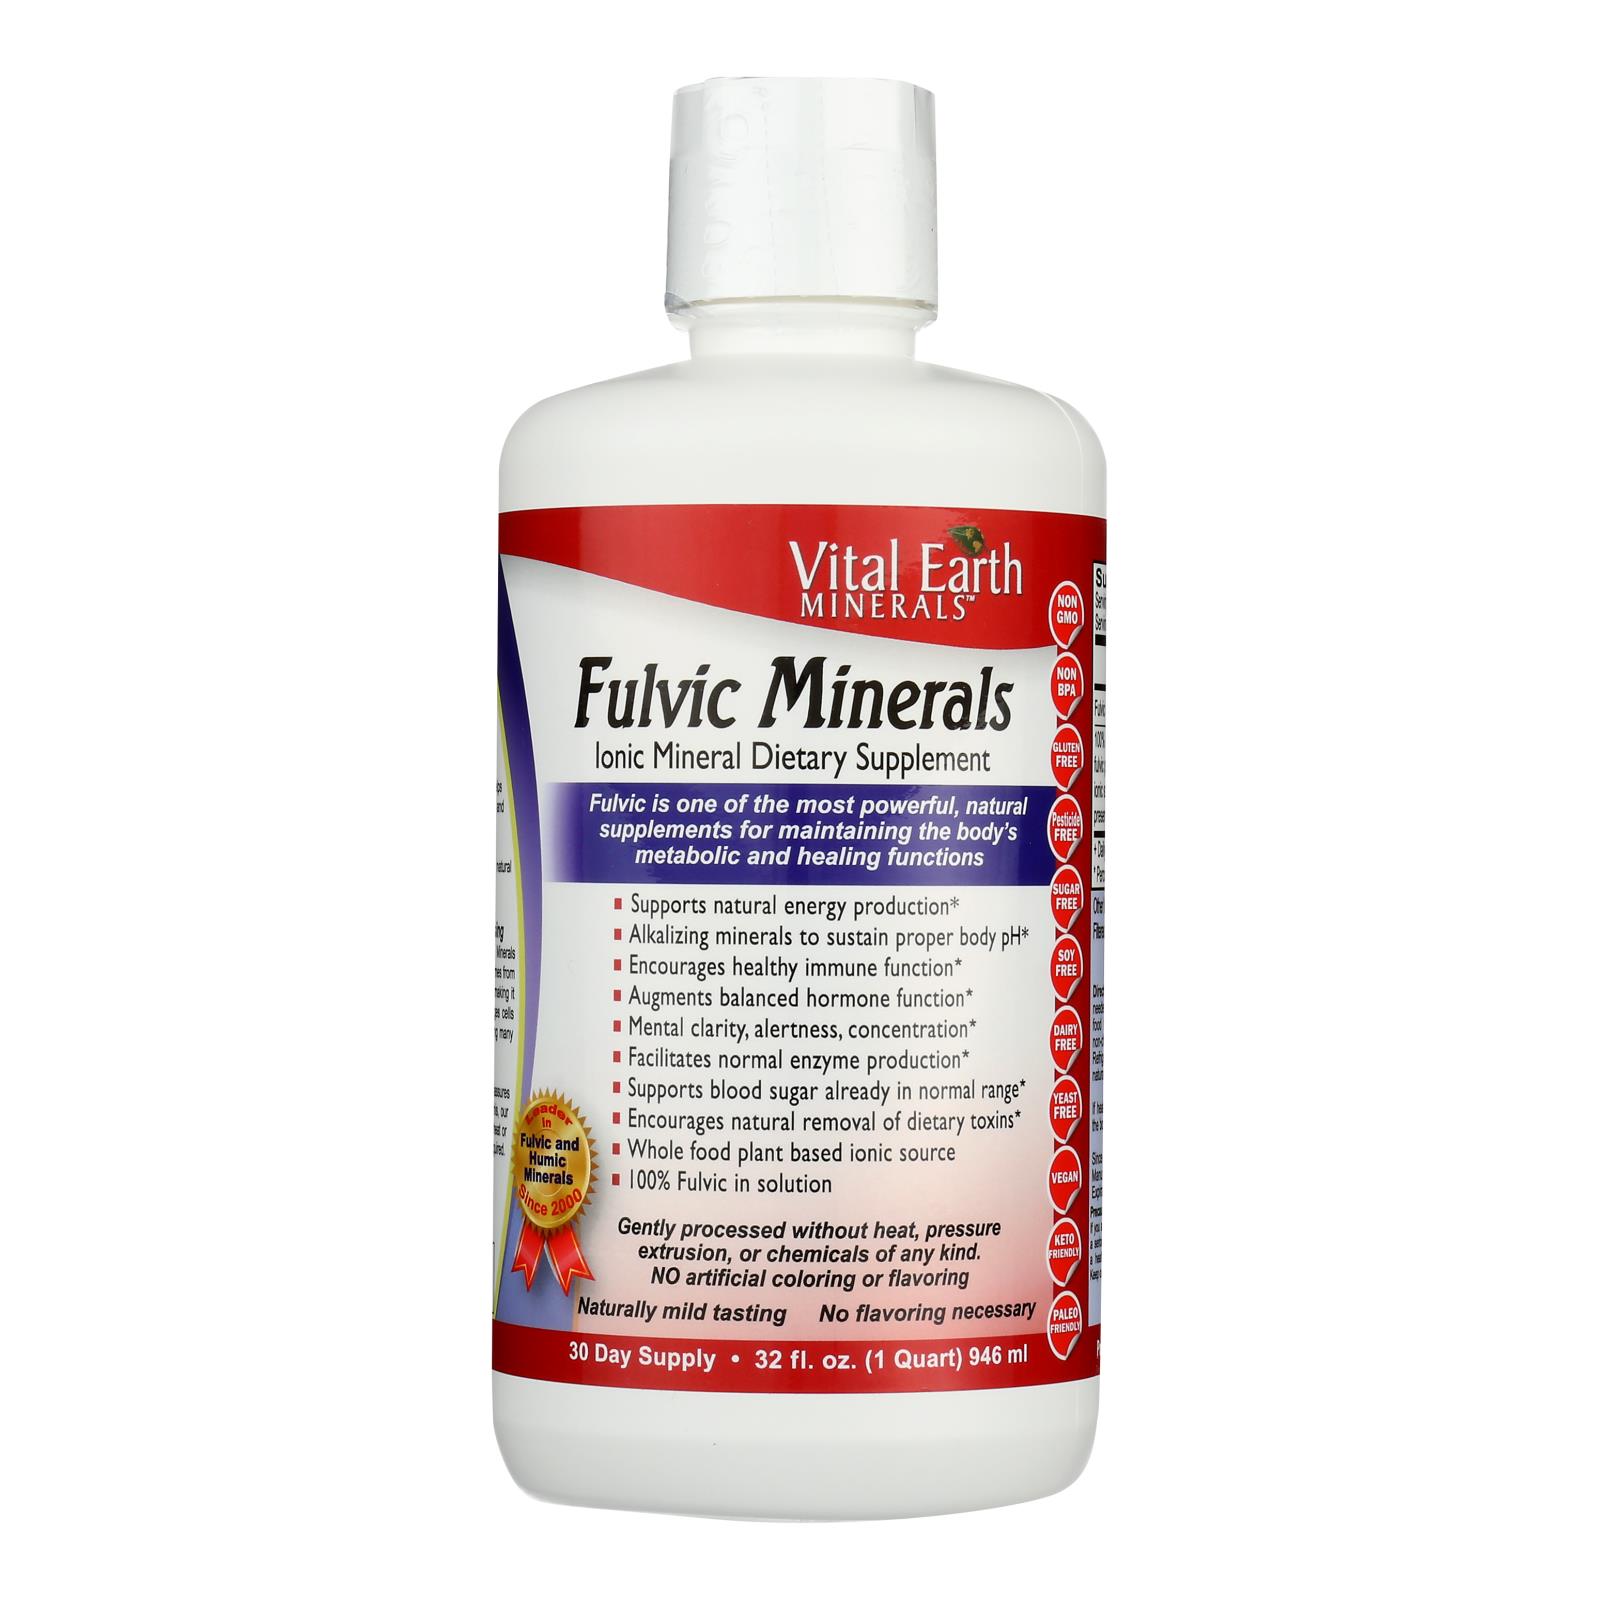 Vital Earth
MINERALS™
Fulvic Minerals
Ionic Mineral Dietary Supplement
Fulvic is one of the most powerful, natural
supplements for maintaining the body's
metabolic and healing functions
Supports natural energy production*
Alkalizing minerals to sustain proper body pH*
Encourages healthy immune function*
Augments balanced hormone function*
Mental clarity, alertness, concentration*
Facilitates normal enzyme production*
Supports blood sugar already in normal range*
Encourages natural removal of dietary toxins*
Whole food plant based ionic source
100% Fulvic in solution
Gently processed without heat, pressure
extrusion, or chemicals of any kind.
NO artificial coloring or flavoring
Naturally mild tasting No flavoring necessary
30 Day Supply • 32 fl. oz. (1 Quart) 946 ml
Leader
in
Fulvic and
Humic
Minerals
Since 2000
NON
GMO
NON
BPA
GLUTEN
FREE
Pesticide
FREE
SUGAR
FREE
SOY
FREE
DAIRY
FREE
YEAST
FREE
VEGAN
KETO
FRIENDLY
PALEO
FRIENDLY